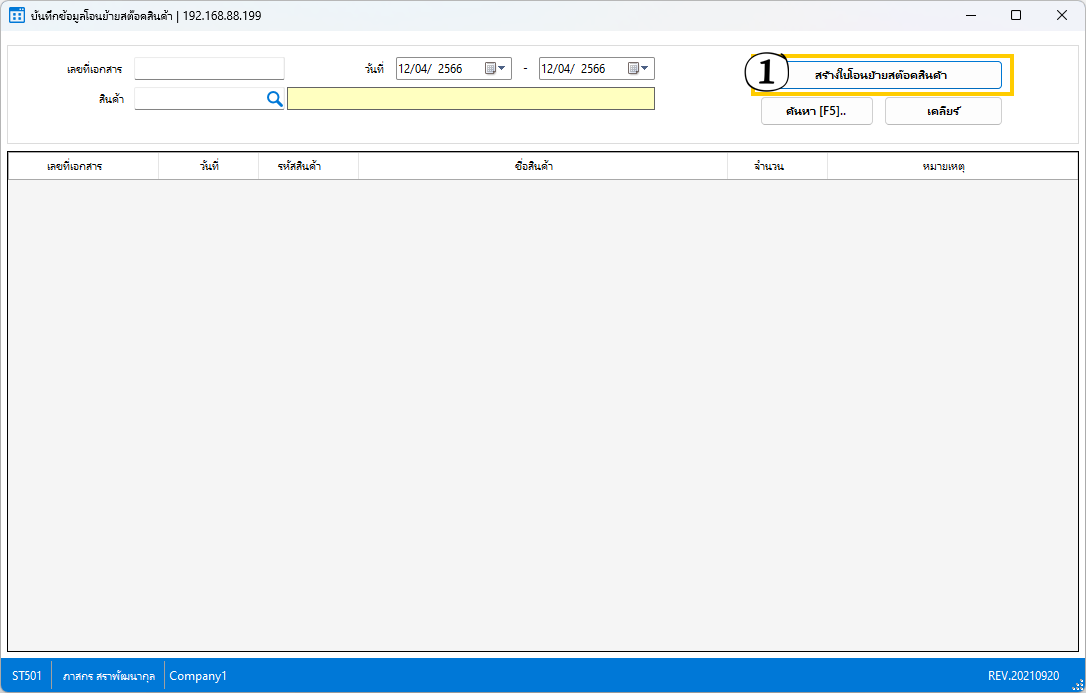 บันทึกข้อมูลโอนย้ายสต๊อคสินค้า | 192.168.88.199
เลขที่เอกสาร วันที่ 12/04/ 2566 - 12/04/ 2566 1 สร้างใบโอนย้ายสต๊อคสินค้า
สินค้า ค้นหา [F5].. เคลียร์
เลขที่เอกสาร วันที่ รหัสสินค้า ชื่อสินค้า จำนวน หมายเหตุ
ST501 ภาสกร สราพัฒนากุล Company1 REV.20210920